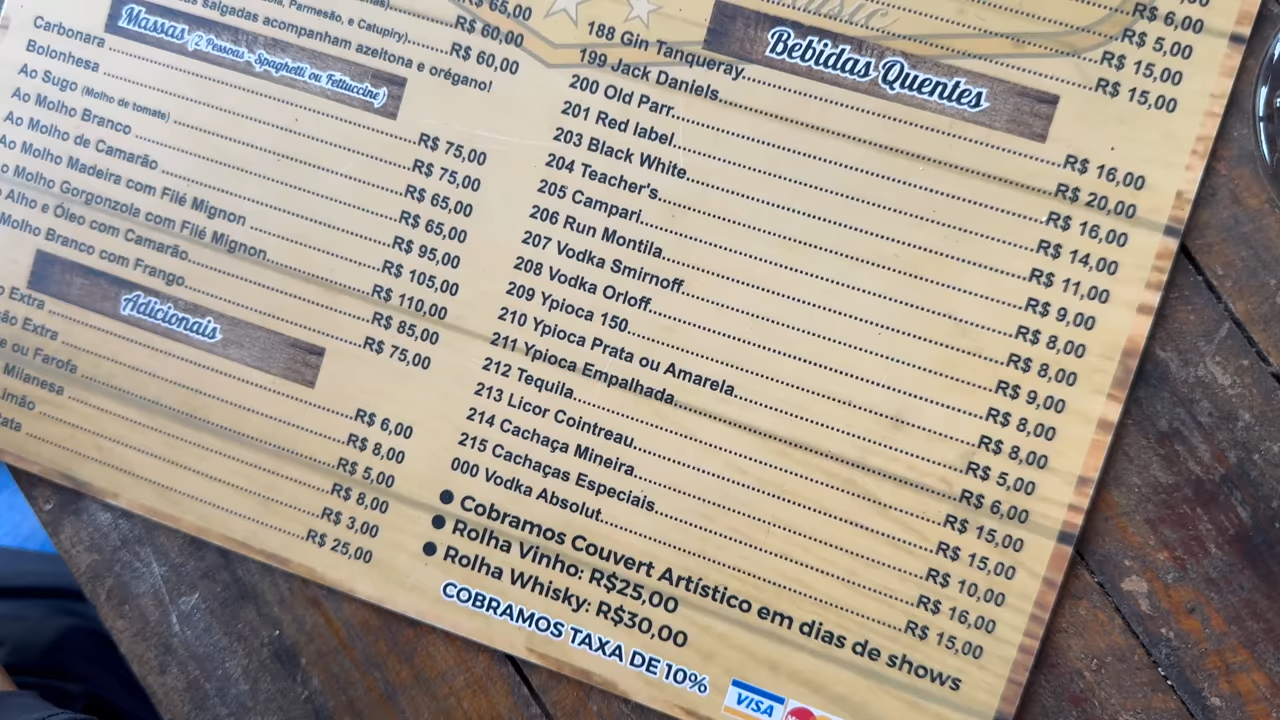 R$ 65,00
Parmesão, e Catupiry) R$ 60,00
R$ 60,00
salgadas acompanham azeitona e orégano!
Massas (2 Pessoas - Spaghetti ou Fettuccine)
Carbonara R$ 75,00
Bolonhesa R$ 75,00
Ao Sugo (Molho de tomate) R$ 65,00
Ao Molho Branco R$ 65,00
Ao Molho de Camarão R$ 95,00
Ao Molho Madeira com Filé Mignon R$ 105,00
Molho Gorgonzola com Filé Mignon R$ 110,00
Alho e Óleo com Camarão R$ 85,00
Molho Branco com Frango R$ 75,00
Adicionais
Extra R$ 6,00
Extra R$ 8,00
ou Farofa R$ 5,00
Milanesa R$ 8,00
R$ 3,00
R$ 25,00
Music
R$ 6,00
R$ 5,00
R$ 15,00
R$ 15,00
Bebidas Quentes
188 Gin Tanqueray R$ 16,00
199 Jack Daniels R$ 20,00
200 Old Parr R$ 16,00
201 Red label R$ 14,00
203 Black White R$ 11,00
204 Teacher's R$ 9,00
205 Campari R$ 8,00
206 Run Montila R$ 8,00
207 Vodka Smirnoff R$ 9,00
208 Vodka Orloff R$ 8,00
209 Ypioca 150 R$ 8,00
210 Ypioca Prata ou Amarela R$ 5,00
211 Ypioca Empalhada R$ 6,00
212 Tequila R$ 15,00
213 Licor Cointreau R$ 15,00
214 Cachaça Mineira R$ 10,00
215 Cachaças Especiais R$ 16,00
000 Vodka Absolut R$ 15,00
● Cobramos Couvert Artístico em dias de shows
● Rolha Vinho: R$25,00
● Rolha Whisky: R$30,00
COBRAMOS TAXA DE 10%
VISA